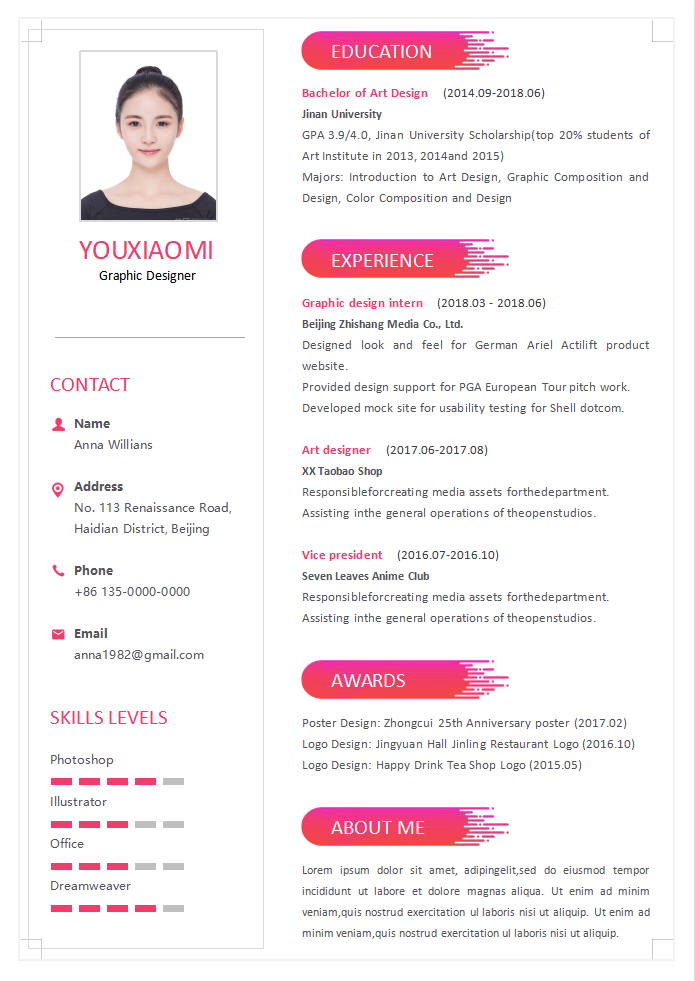 YOUXIAOMI
Graphic Designer
CONTACT
Name
Anna Willians
Address
No. 113 Renaissance Road,
Haidian District, Beijing
Phone
+86 135-0000-0000
Email
anna1982@gmail.com
SKILLS LEVELS
Photoshop
Illustrator
Office
Dreamweaver
EDUCATION
Bachelor of Art Design (2014.09-2018.06)
Jinan University
GPA 3.9/4.0, Jinan University Scholarship(top 20% students of
Art Institute in 2013, 2014and 2015)
Majors: Introduction to Art Design, Graphic Composition and
Design, Color Composition and Design
EXPERIENCE
Graphic design intern (2018.03 - 2018.06)
Beijing Zhishang Media Co., Ltd.
Designed look and feel for German Ariel Actilift product
website.
Provided design support for PGA European Tour pitch work.
Developed mock site for usability testing for Shell dotcom.
Art designer (2017.06-2017.08)
XX Taobao Shop
Responsibleforcreating media assets forthedepartment.
Assisting inthe general operations of theopenstudios.
Vice president (2016.07-2016.10)
Seven Leaves Anime Club
Responsibleforcreating media assets forthedepartment.
Assisting inthe general operations of theopenstudios.
AWARDS
Poster Design: Zhongcui 25th Anniversary poster (2017.02)
Logo Design: Jingyuan Hall Jinling Restaurant Logo (2016.10)
Logo Design: Happy Drink Tea Shop Logo (2015.05)
ABOUT ME
Lorem ipsum dolor sit amet, adipingelit,sed do eiusmod tempor
incididunt ut labore et dolore magnas aliqua. Ut enim ad minim
veniam,quis nostrud exercitation ul laboris nisi ut aliquip. Ut enim ad
minim veniam,quis nostrud exercitation ul laboris nisi ut aliquip.